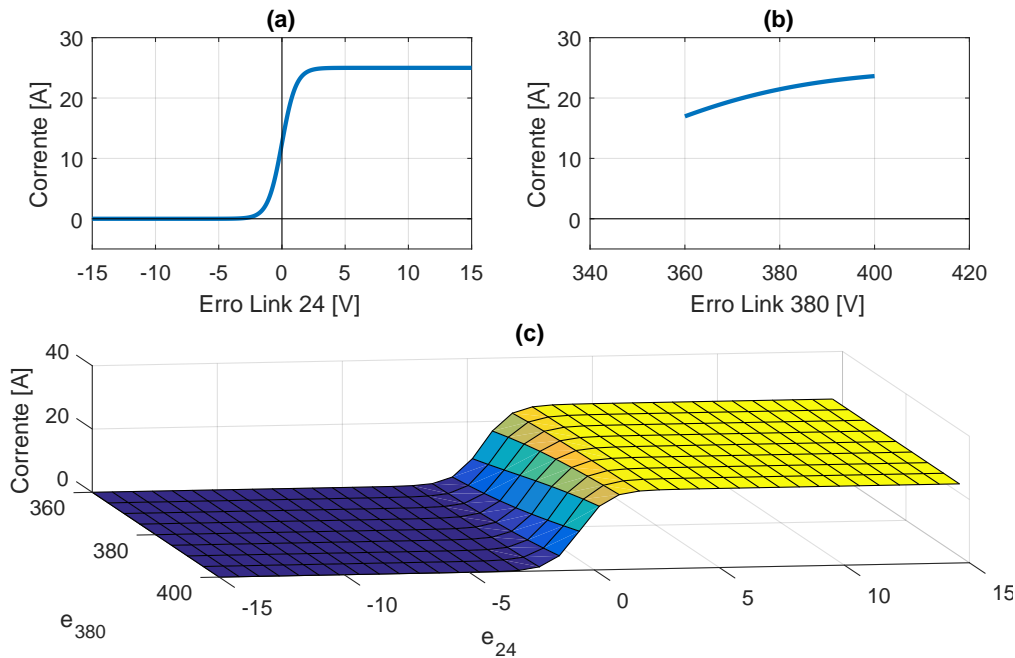 (a)
30
20
10
0
Corrente [A]
-15 -10 -5 0 5 10 15
Erro Link 24 [V]
(b)
30
20
10
0
Corrente [A]
340 360 380 400 420
Erro Link 380 [V]
(c)
40
20
0
Corrente [A]
360
380
400
e380
-15 -10 -5 0 5 10 15
e24